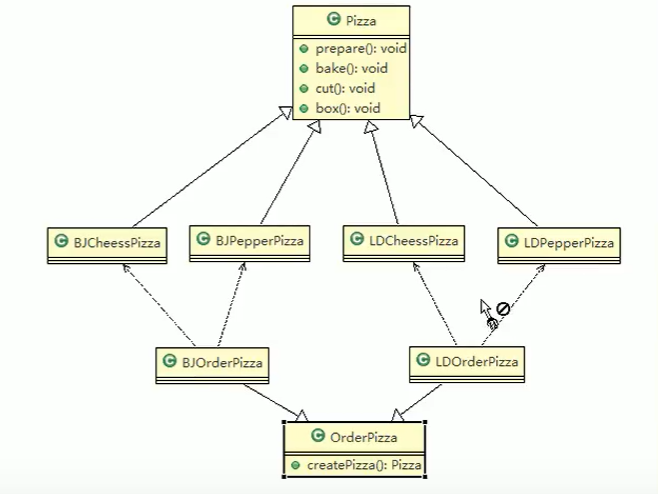 Pizza
prepare(): void
bake(): void
cut(): void
box(): void
BJCheessPizza
BJPepperPizza
LDCheessPizza
LDPepperPizza
BJOrderPizza
LDOrderPizza
OrderPizza
createPizza(): Pizza